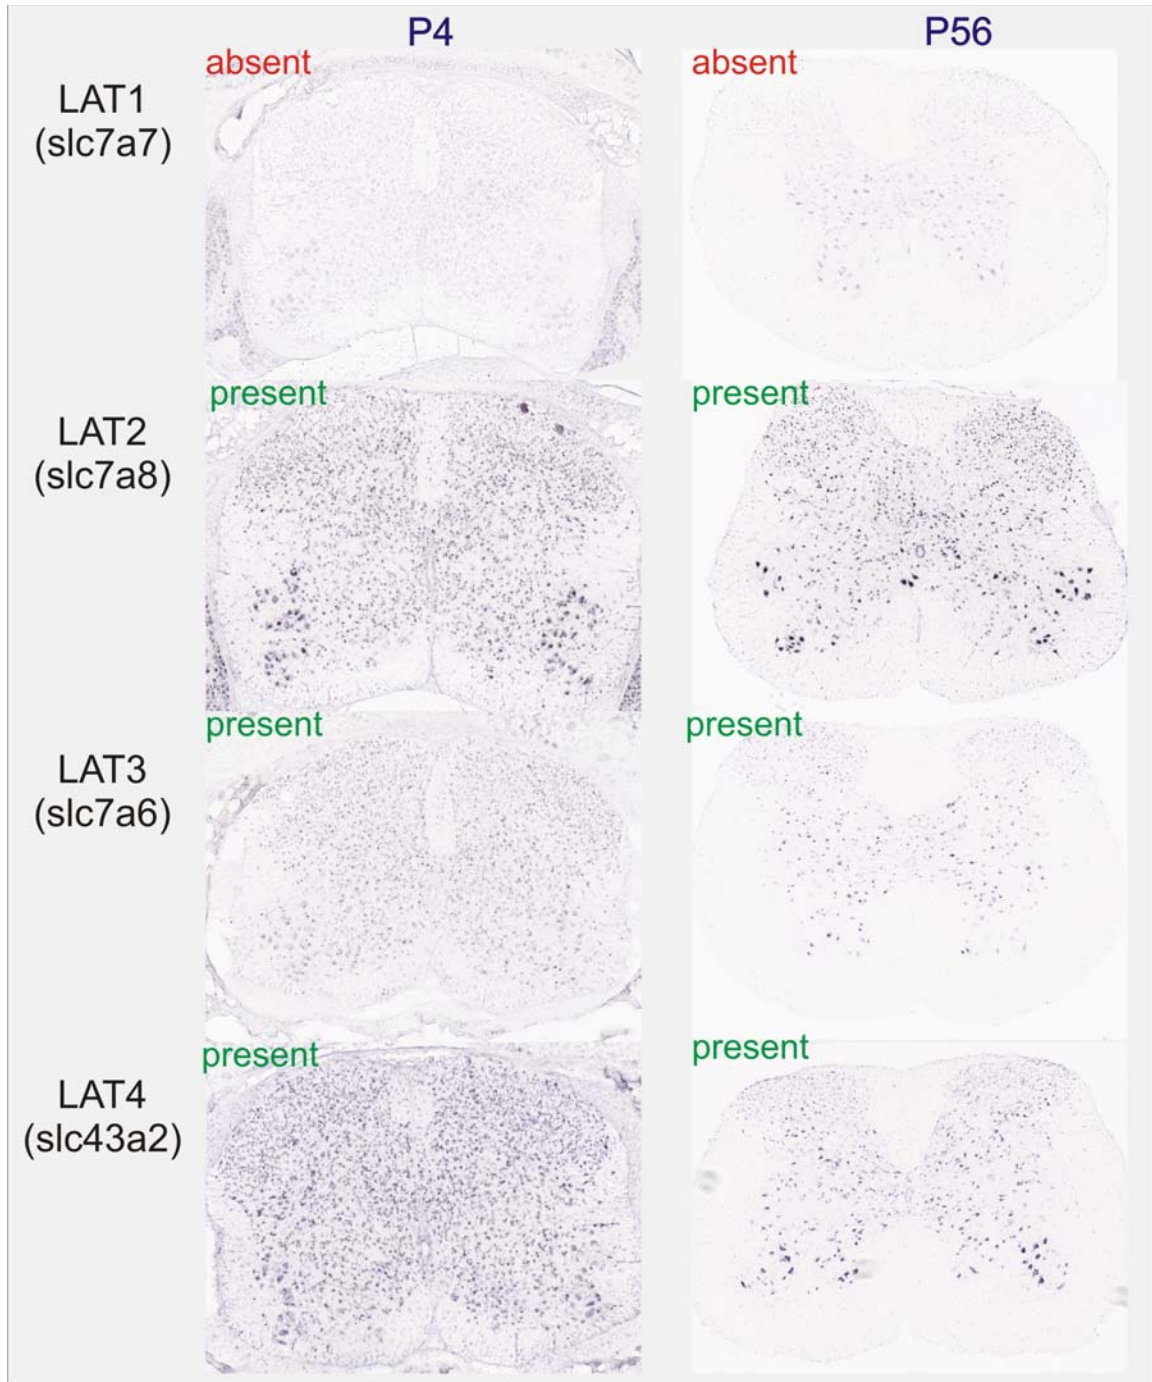 P4 P56
absent absent
LAT1
(slc7a7)
present present
LAT2
(slc7a8)
present present
LAT3
(slc7a6)
present present
LAT4
(slc43a2)